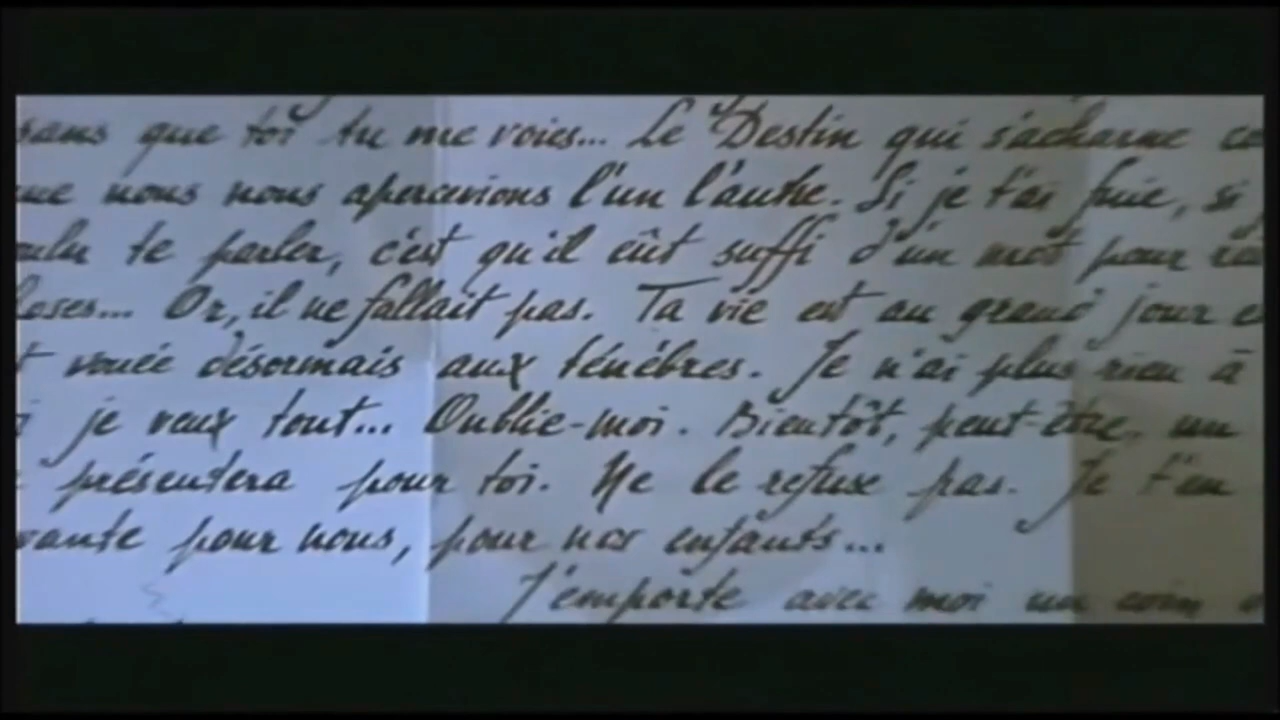 sans que toi tu me voies... Le Destin qui s'acharne
que nous nous apercevions l'un l'autre. Si je t'ai fuie, si
te parler, c'est qu'il eût suffi d'un mot pour
Or, il ne fallait pas. Ta vie est au grand jour
vouée désormais aux ténèbres. Je n'ai plus rien à
je veux tout... Oublie-moi. Bientôt, peut-être, un
présentera pour toi. Ne le refuse pas. Je t'en
pour nous, pour nos enfants...
J'emporte avec moi un coin